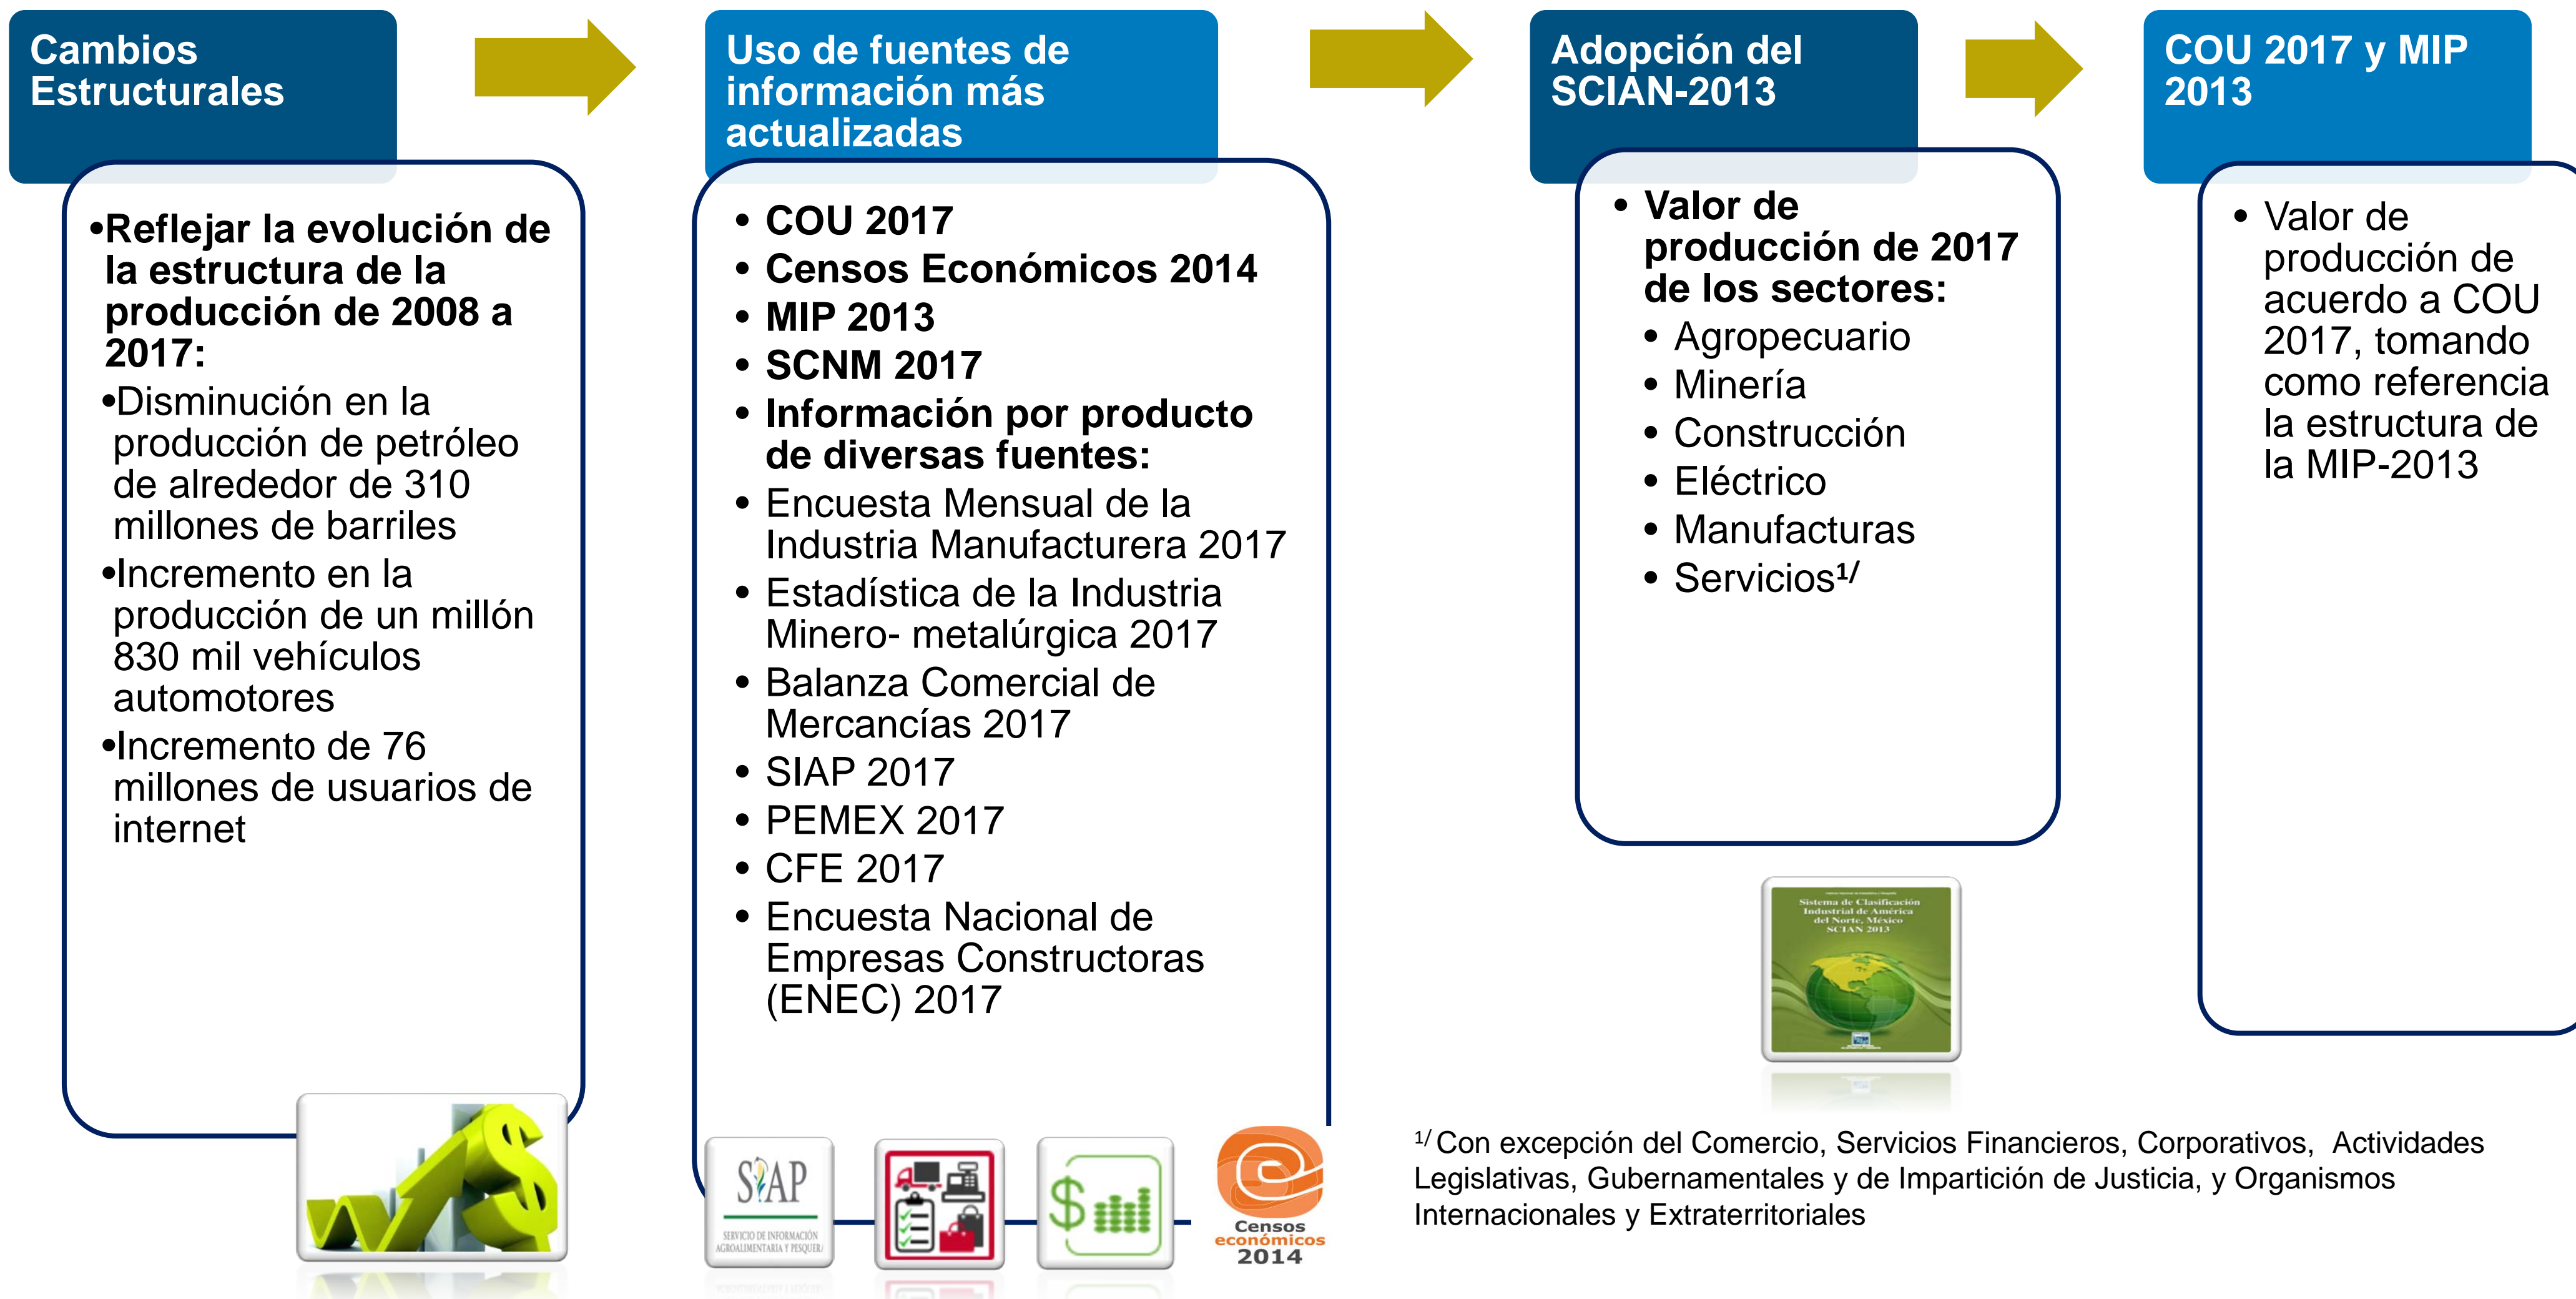 Cambios
Estructurales
•Reflejar la evolución de
la estructura de la
producción de 2008 a
2017:
•Disminución en la
producción de petróleo
de alrededor de 310
millones de barriles
•Incremento en la
producción de un millón
830 mil vehículos
automotores
•Incremento de 76
millones de usuarios de
internet
Uso de fuentes de
información más
actualizadas
• COU 2017
• Censos Económicos 2014
• MIP 2013
• SCNM 2017
• Información por producto
de diversas fuentes:
• Encuesta Mensual de la
Industria Manufacturera 2017
• Estadística de la Industria
Minero- metalúrgica 2017
• Balanza Comercial de
Mercancías 2017
• SIAP 2017
• PEMEX 2017
• CFE 2017
• Encuesta Nacional de
Empresas Constructoras
(ENEC) 2017
SIAP
SERVICIO DE INFORMACIÓN
AGROALIMENTARIA Y PESQUER
Censos
económicos
2014
Adopción del
SCIAN-2013
• Valor de
producción de 2017
de los sectores:
• Agropecuario
• Minería
• Construcción
• Eléctrico
• Manufacturas
• Servicios1/
Sistema de Clasificación
Industrial de América
del Norte, México
SCIAN 2013
COU 2017 y MIP
2013
• Valor de
producción de
acuerdo a COU
2017, tomando
como referencia
la estructura de
la MIP-2013
1/ Con excepción del Comercio, Servicios Financieros, Corporativos, Actividades
Legislativas, Gubernamentales y de Impartición de Justicia, y Organismos
Internacionales y Extraterritoriales